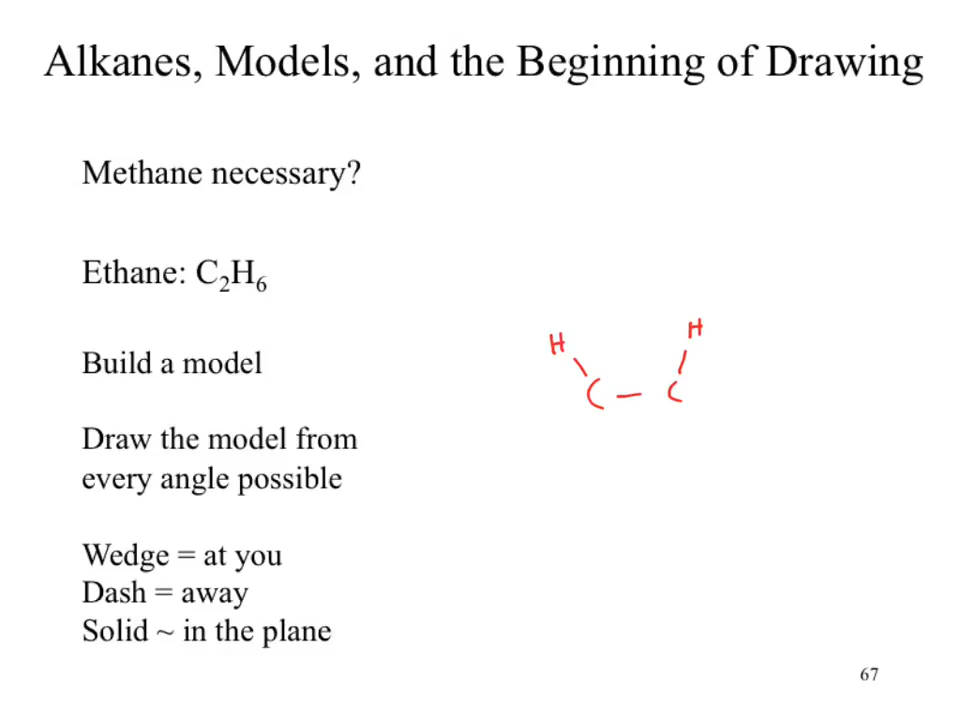 Alkanes, Models, and the Beginning of Drawing
Methane necessary?
Ethane: C₂H₆
Build a model
Draw the model from
every angle possible
Wedge = at you
Dash = away
Solid ~ in the plane
H H
C – C
67